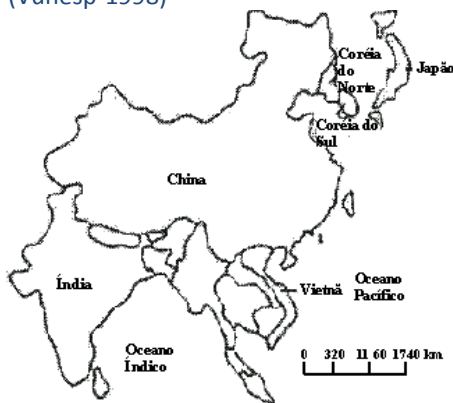 (Vunesp-1998)
Coréia
do
Norte
Japão
Coréia do
Sul
China
Índia
Vietnã
Oceano
Pacífico
Oceano
Índico
0 320 11 60 1740 km